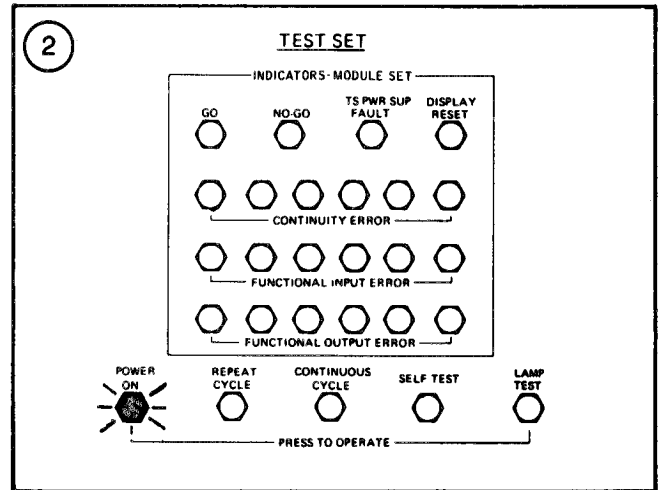 2
TEST SET
INDICATORS-MODULE SET
GO
NO-GO
TS PWR SUP
FAULT
DISPLAY
RESET
CONTINUITY ERROR
FUNCTIONAL INPUT ERROR
FUNCTIONAL OUTPUT ERROR
POWER
ON
REPEAT
CYCLE
CONTINUOUS
CYCLE
SELF TEST
LAMP
TEST
PRESS TO OPERATE